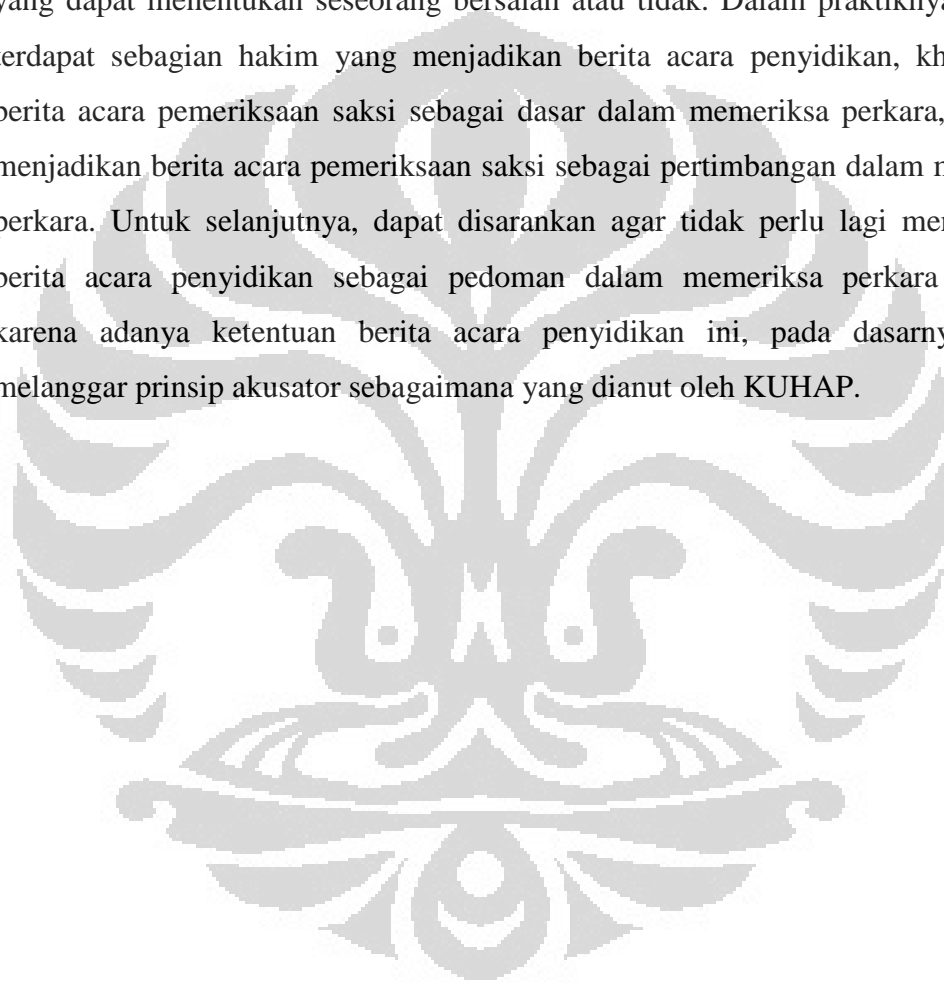 yang dapat menentukan seseorang bersalah atau tidak. Dalam praktiknya
terdapat sebagian hakim yang menjadikan berita acara penyidikan,
berita acara pemeriksaan saksi sebagai dasar dalam memeriksa perkara,
menjadikan berita acara pemeriksaan saksi sebagai pertimbangan dalam
perkara. Untuk selanjutnya, dapat disarankan agar tidak perlu lagi
berita acara penyidikan sebagai pedoman dalam memeriksa perkara
karena adanya ketentuan berita acara penyidikan ini, pada
melanggar prinsip akusator sebagaimana yang dianut oleh KUHAP.